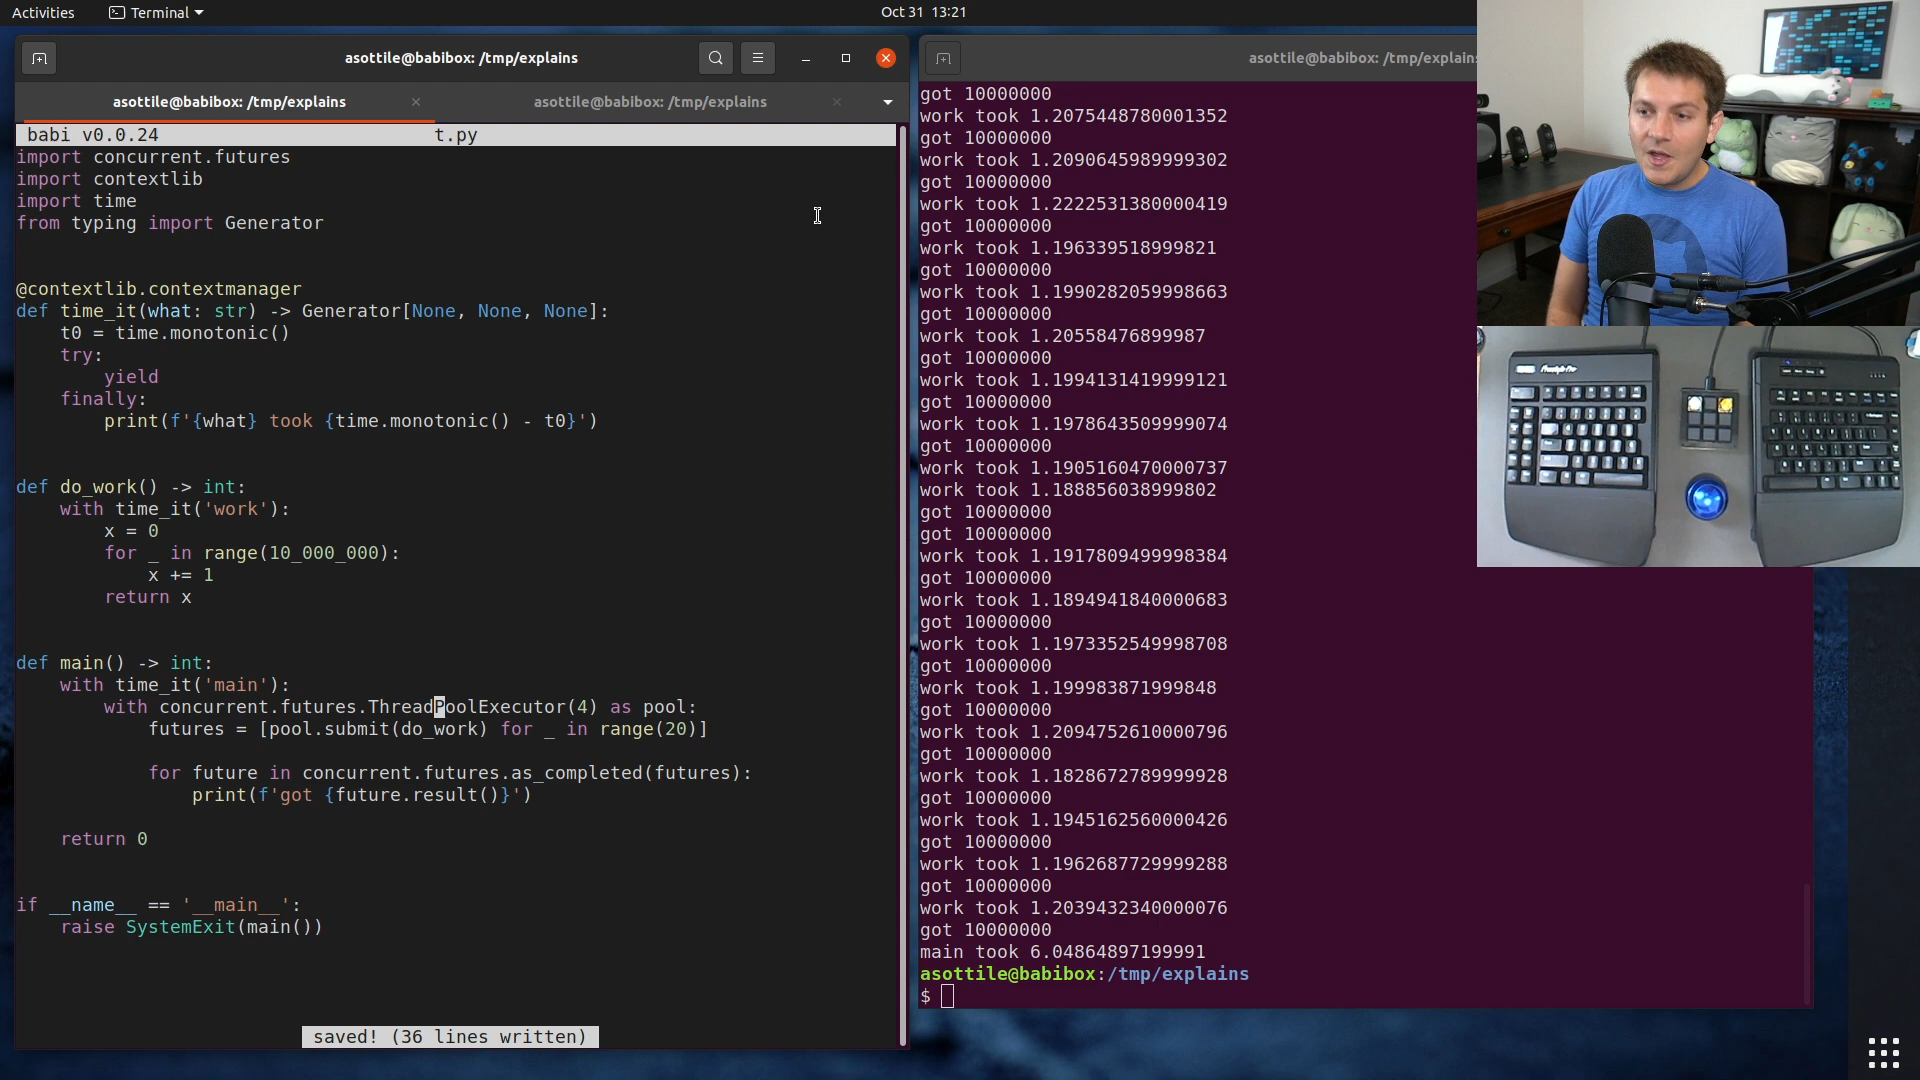 Activities
Terminal
Oct 31 13:21
asottile@babibox: /tmp/explains
asottile@babibox: /tmp/explains
asottile@babibox: /tmp/explains
babi v0.0.24 t.py
import concurrent.futures
import contextlib
import time
from typing import Generator
@contextlib.contextmanager
def time_it(what: str) -> Generator[None, None, None]:
    t0 = time.monotonic()
    try:
        yield
    finally:
        print(f'{what} took {time.monotonic() - t0}')
def do_work() -> int:
    with time_it('work'):
        x = 0
        for _ in range(10_000_000):
            x += 1
        return x
def main() -> int:
    with time_it('main'):
        with concurrent.futures.ThreadPoolExecutor(4) as pool:
            futures = [pool.submit(do_work) for _ in range(20)]
            for future in concurrent.futures.as_completed(futures):
                print(f'got {future.result()}')
    return 0
if __name__ == '__main__':
    raise SystemExit(main())
saved! (36 lines written)
asottile@babibox: /tmp/explains
got 10000000
work took 1.2075448780001352
got 10000000
work took 1.2090645989999302
got 10000000
work took 1.2222531380000419
got 10000000
work took 1.196339518999821
got 10000000
work took 1.1990282059998663
got 10000000
work took 1.20558476899987
got 10000000
work took 1.1994131419999121
got 10000000
work took 1.1978643509999074
got 10000000
work took 1.1905160470000737
work took 1.188856038999802
got 10000000
got 10000000
work took 1.1917809499998384
got 10000000
work took 1.1894941840000683
got 10000000
work took 1.1973352549998708
got 10000000
work took 1.199983871999848
got 10000000
work took 1.2094752610000796
got 10000000
work took 1.1828672789999928
got 10000000
work took 1.1945162560000426
got 10000000
work took 1.1962687729999288
got 10000000
work took 1.2039432340000076
got 10000000
main took 6.04864897199991
asottile@babibox:/tmp/explains
$
Freestyle Pro